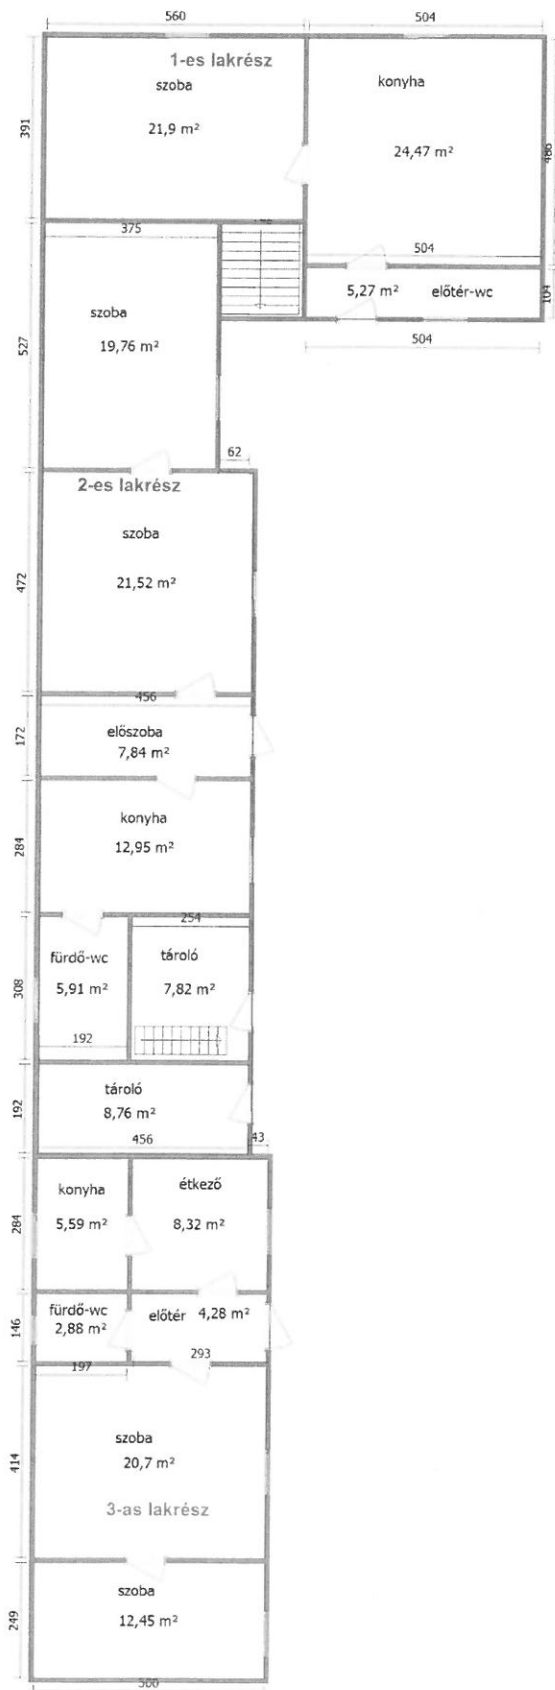 560
504
1-es lakrész
szoba
21,9 m²
konyha
24,47 m²
391
486
375
504
5,27 m²
előtér-wc
104
504
szoba
19,76 m²
527
62
2-es lakrész
szoba
21,52 m²
472
456
előszoba
7,84 m²
172
konyha
12,95 m²
284
254
fürdő-wc
5,91 m²
tároló
7,82 m²
308
192
tároló
8,76 m²
192
456
43
konyha
5,59 m²
étkező
8,32 m²
284
fürdő-wc
2,88 m²
előtér
4,28 m²
146
293
197
szoba
20,7 m²
414
3-as lakrész
szoba
12,45 m²
249
500